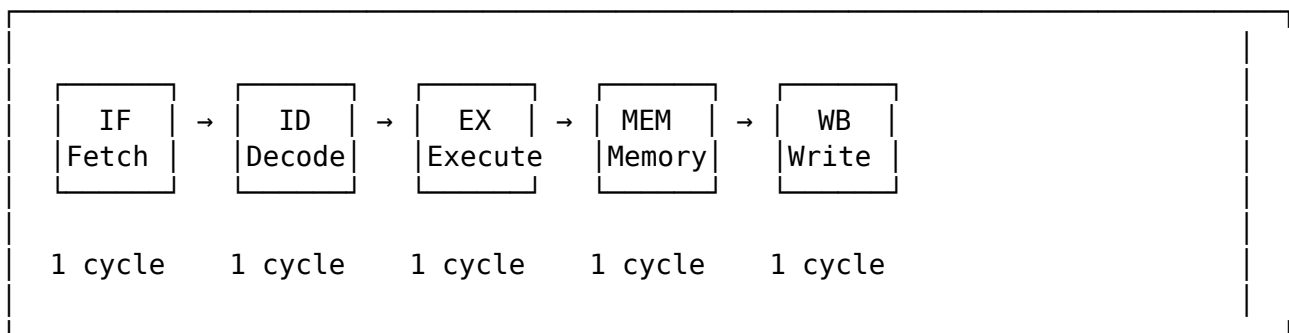 IF → ID → EX → MEM → WB
Fetch Decode Execute Memory Write
1 cycle 1 cycle 1 cycle 1 cycle 1 cycle